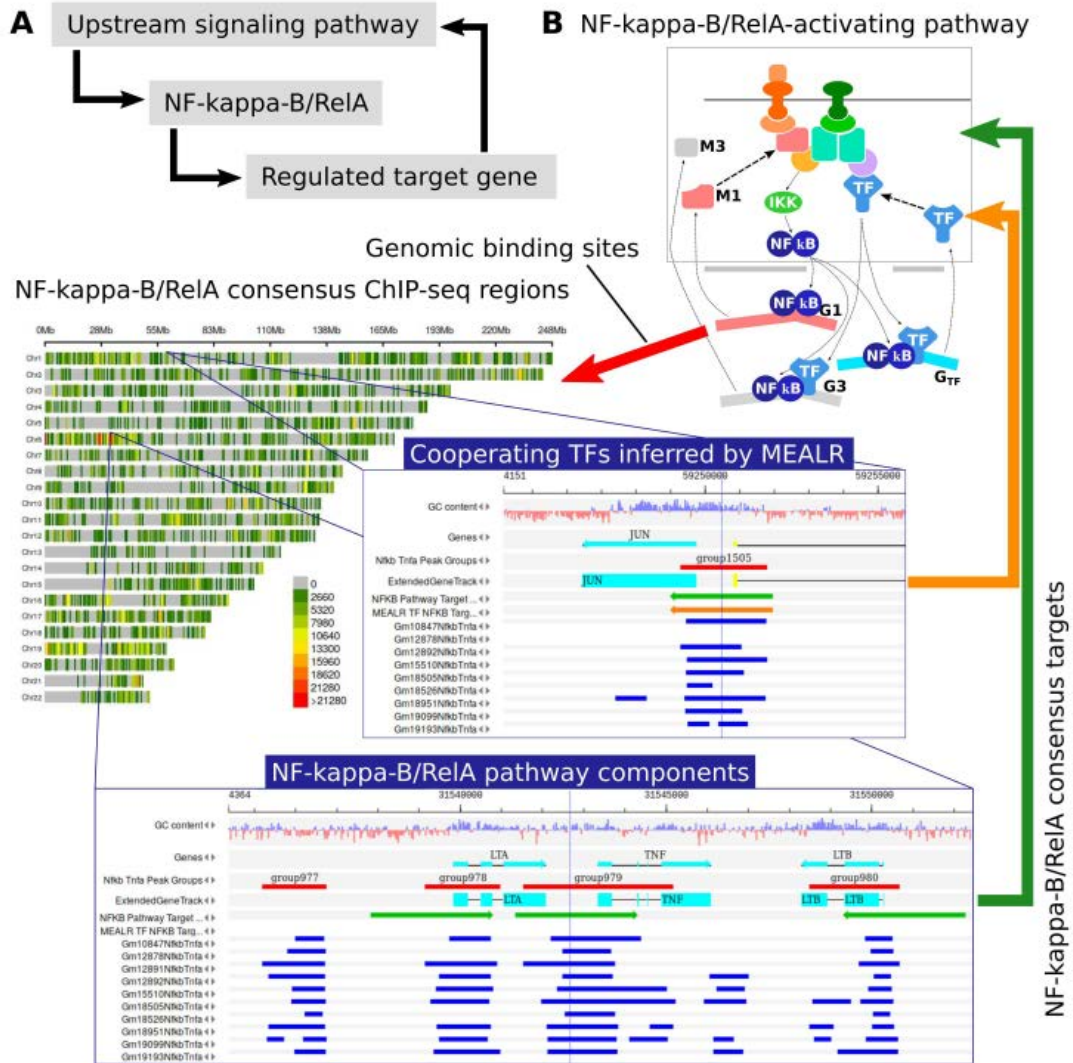 A
Upstream signaling pathway
NF-kappa-B/RelA
Regulated target gene
B NF-kappa-B/RelA-activating pathway
M3
M1
IKK
TF
TF
NF kB
NF kB
G1
TF
NF kB
G3
TF
NF kB
GTF
Genomic binding sites
NF-kappa-B/RelA consensus ChIP-seq regions
0Mb 28Mb 55Mb 83Mb 110Mb 138Mb 165Mb 193Mb 220Mb 248Mb
Chr1
Chr2
Chr3
Chr4
Chr5
Chr6
Chr7
Chr8
Chr9
Chr10
Chr11
Chr12
Chr13
Chr14
Chr15
Chr16
Chr17
Chr18
Chr19
Chr20
Chr21
Chr22
0
2660
5320
7980
10640
13300
15960
18620
21280
>21280
Cooperating TFs inferred by MEALR
4151 59250000 59255000
GC content
Genes
JUN
Nfkb Tnfa Peak Groups
group1505
ExtendedGeneTrack
JUN
NFKB Pathway Target ...
MEALR TF NFKB Targ...
Gm10847NfkbTnfa
Gm12878NfkbTnfa
Gm12892NfkbTnfa
Gm15510NfkbTnfa
Gm18505NfkbTnfa
Gm18526NfkbTnfa
Gm18951NfkbTnfa
Gm19099NfkbTnfa
Gm19193NfkbTnfa
NF-kappa-B/RelA pathway components
4364 31540000 31545000 31550000
GC content
Genes
LTA TNF LTB
Nfkb Tnfa Peak Groups
group977 group978 group979 group980
ExtendedGeneTrack
LTA TNF LTB LTB
NFKB Pathway Target ...
MEALR TF NFKB Targ...
Gm10847NfkbTnfa
Gm12878NfkbTnfa
Gm12891NfkbTnfa
Gm12892NfkbTnfa
Gm15510NfkbTnfa
Gm18505NfkbTnfa
Gm18526NfkbTnfa
Gm18951NfkbTnfa
Gm19099NfkbTnfa
Gm19193NfkbTnfa
NF-kappa-B/RelA consensus targets